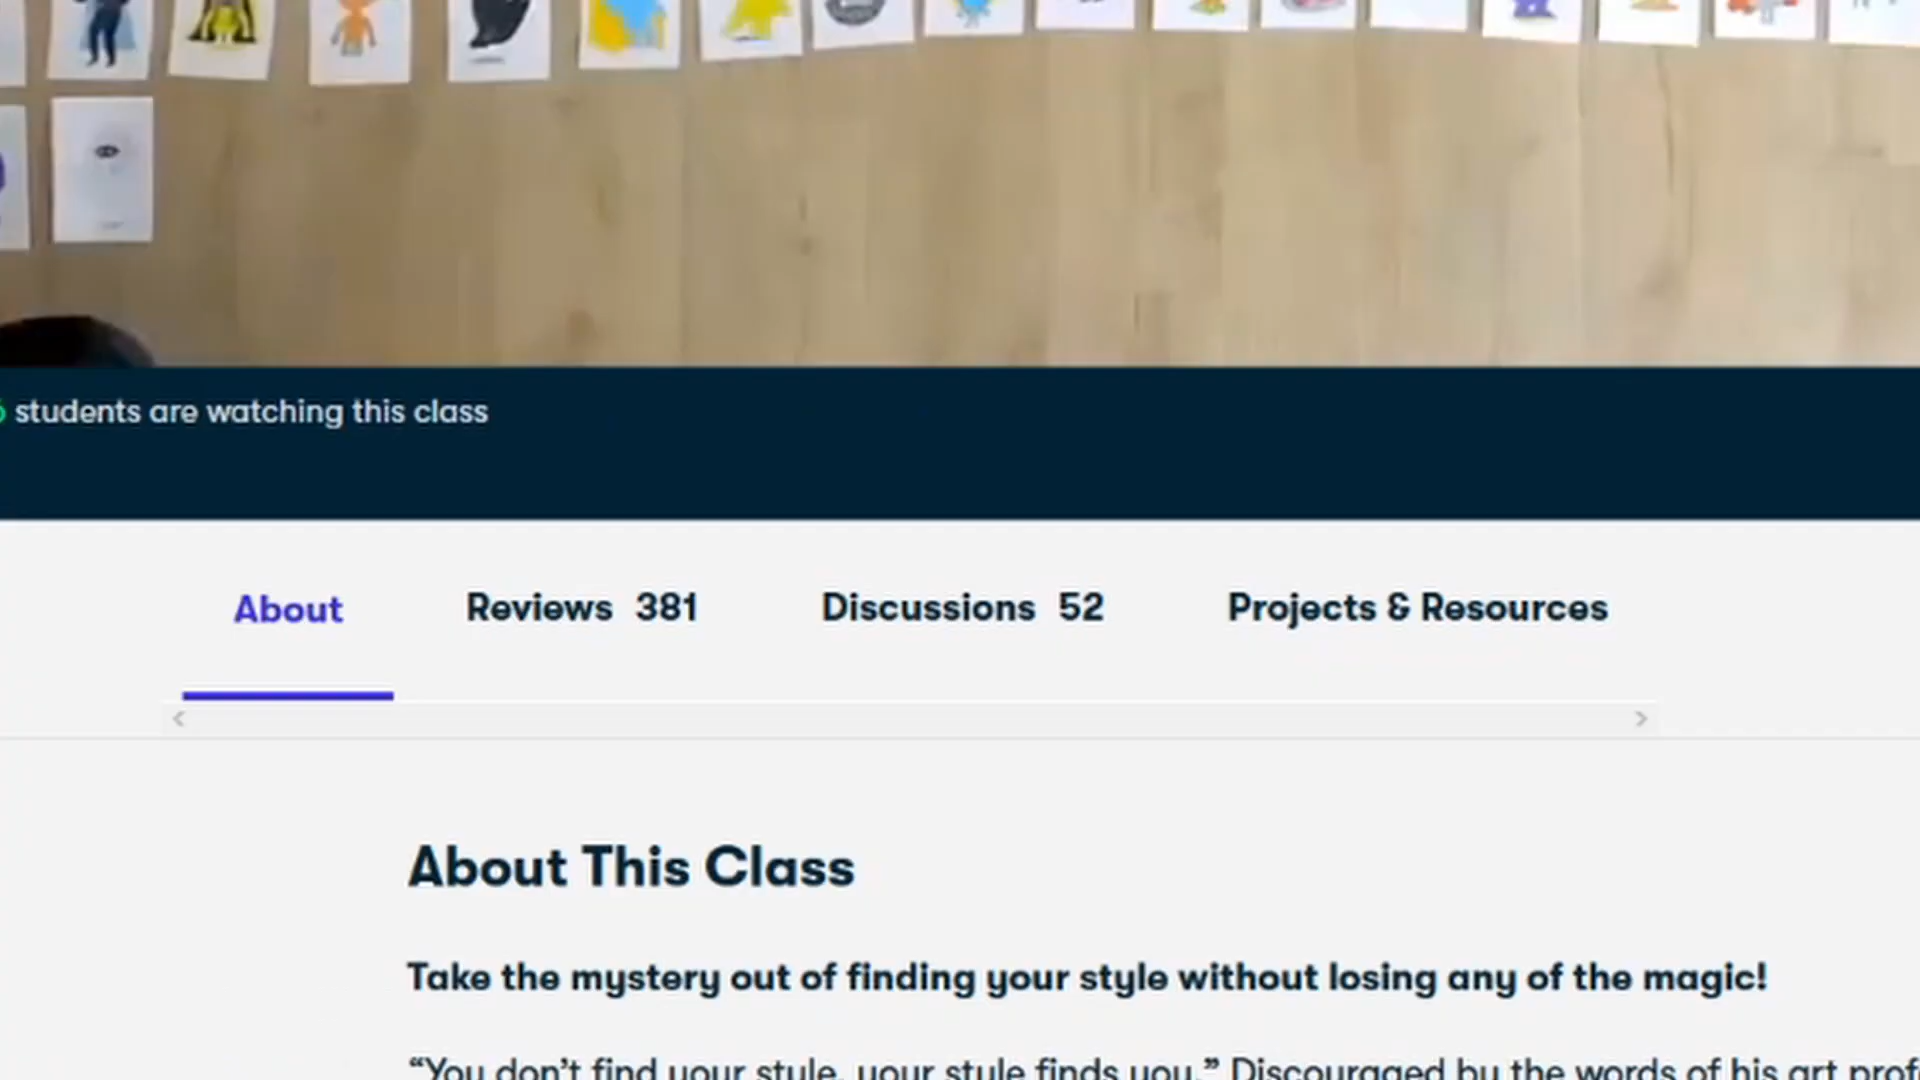 students are watching this class
About Reviews 381 Discussions 52 Projects & Resources
About This Class
Take the mystery out of finding your style without losing any of the magic!
“You don't find your style, your style finds you.” Discouraged by the words of his art